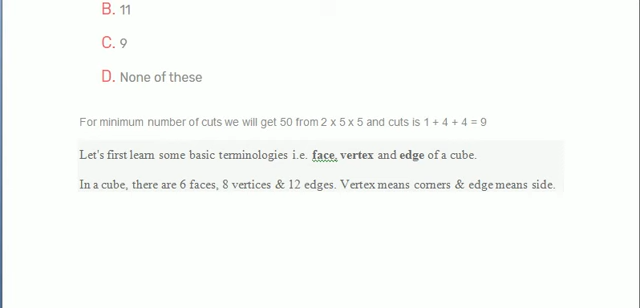 B. 11
C. 9
D. None of these
For minimum number of cuts we will get 50 from 2 x 5 x 5 and cuts is 1 + 4 + 4 = 9
Let's first learn some basic terminologies i.e. face, vertex and edge of a cube.
In a cube, there are 6 faces, 8 vertices & 12 edges. Vertex means corners & edge means side.